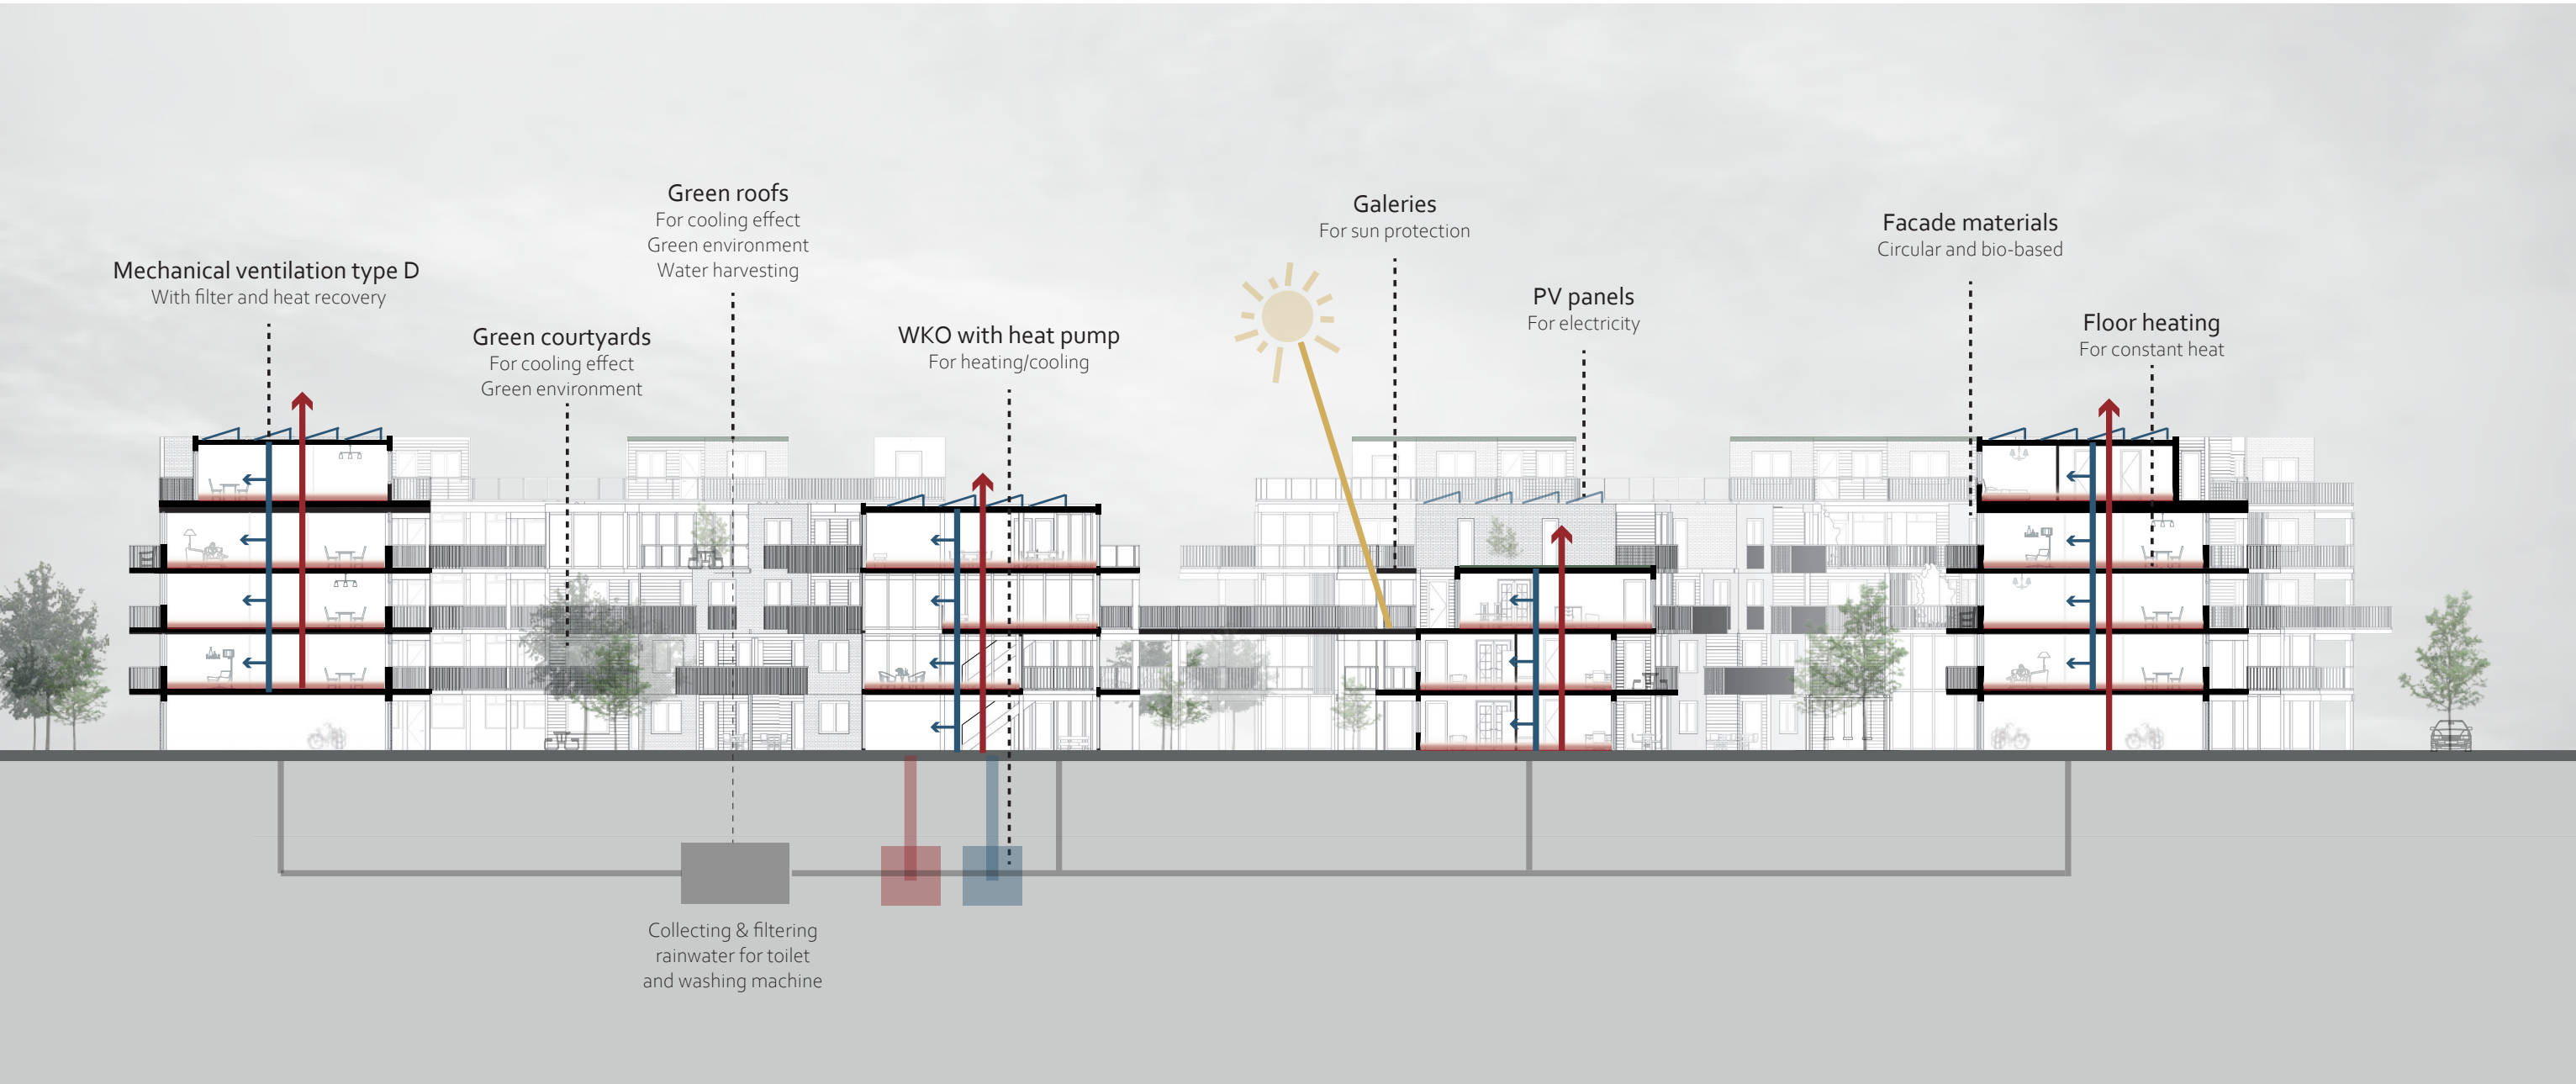 Mechanical ventilation type D
With filter and heat recovery
Green courtyards
For cooling effect
Green environment
Green roofs
For cooling effect
Green environment
Water harvesting
WKO with heat pump
For heating/cooling
Galeries
For sun protection
PV panels
For electricity
Facade materials
Circular and bio-based
Floor heating
For constant heat
Collecting & filtering
rainwater for toilet
and washing machine